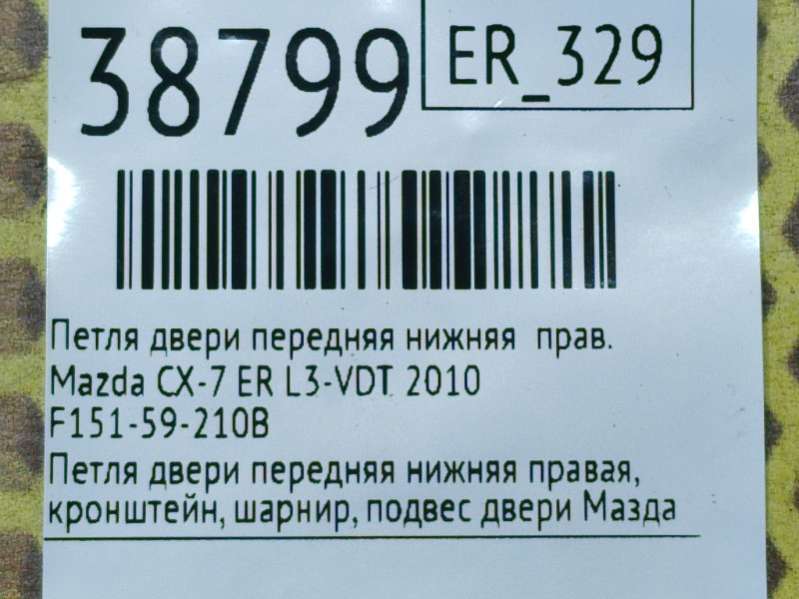 38799
ER_329
Петля двери передняя нижняя прав.
Mazda CX-7 ER L3-VDT 2010
F151-59-210B
Петля двери передняя нижняя правая,
кронштейн, шарнир, подвес двери Мазда